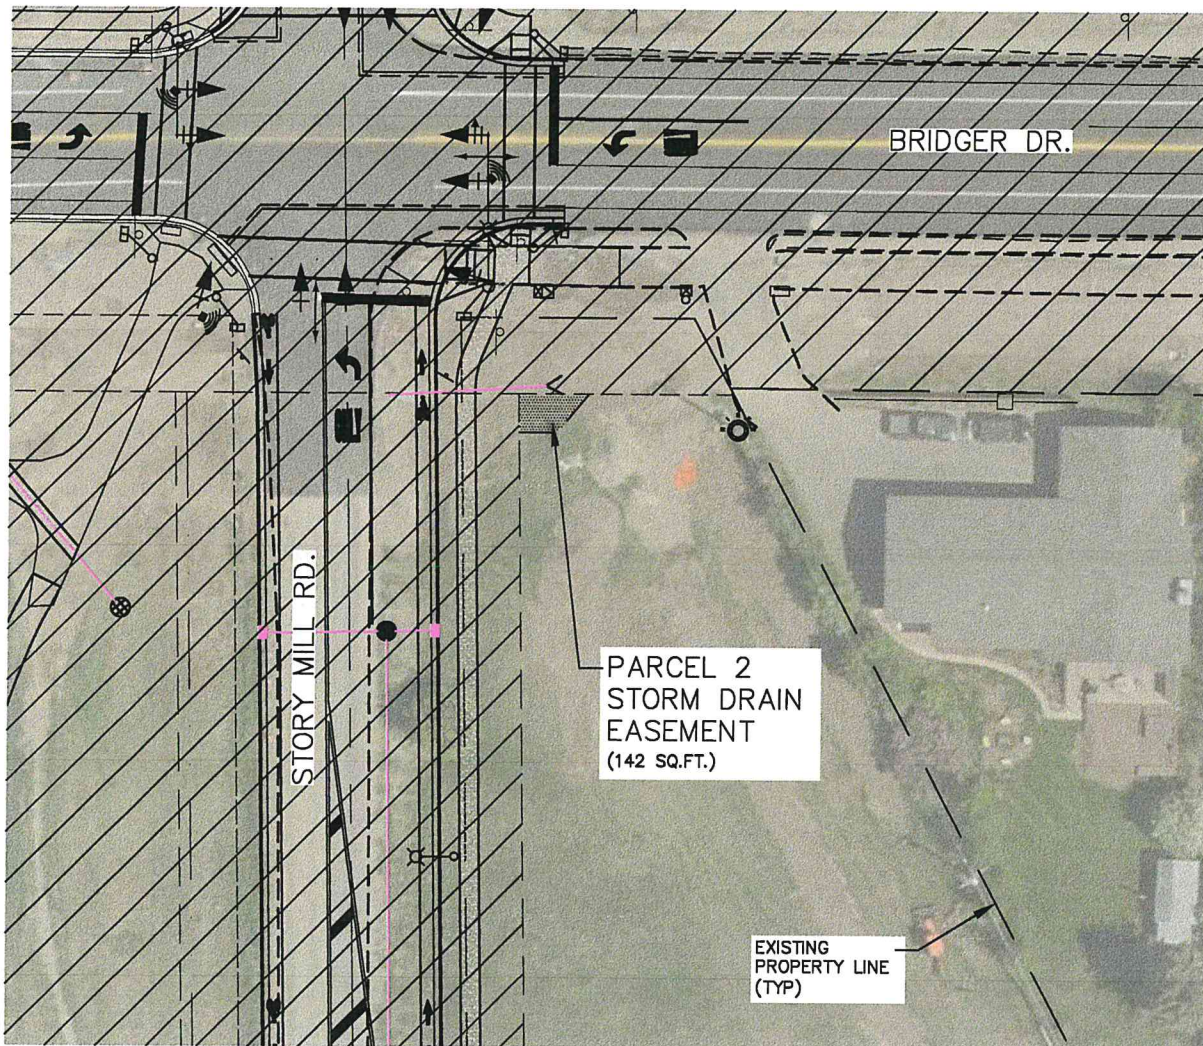 BRIDGER DR.
STORY MILL RD.
PARCEL 2
STORM DRAIN
EASEMENT
(142 SQ.FT.)
EXISTING
PROPERTY LINE
(TYP)